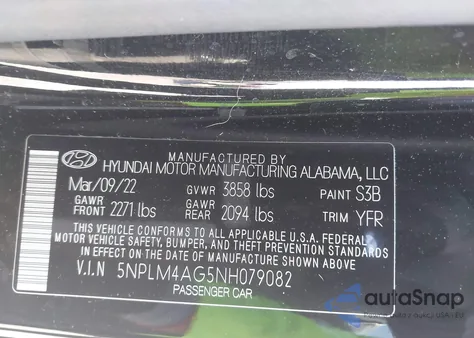 MANUFACTURED BY
HYUNDAI MOTOR MANUFACTURING ALABAMA, LLC
Mar/09/22 GVWR 3858 lbs PAINT S3B
GAWR FRONT 2271 lbs GAWR REAR 2094 lbs TRIM YFR
THIS VEHICLE CONFORMS TO ALL APPLICABLE U.S.A. FEDERAL
MOTOR VEHICLE SAFETY, BUMPER, AND THEFT PREVENTION STANDARDS
IN EFFECT ON THE DATE OF MANUFACTURE SHOWN ABOVE.
V.I.N 5NPLM4AG5NH079082
PASSENGER CAR
autoSnap